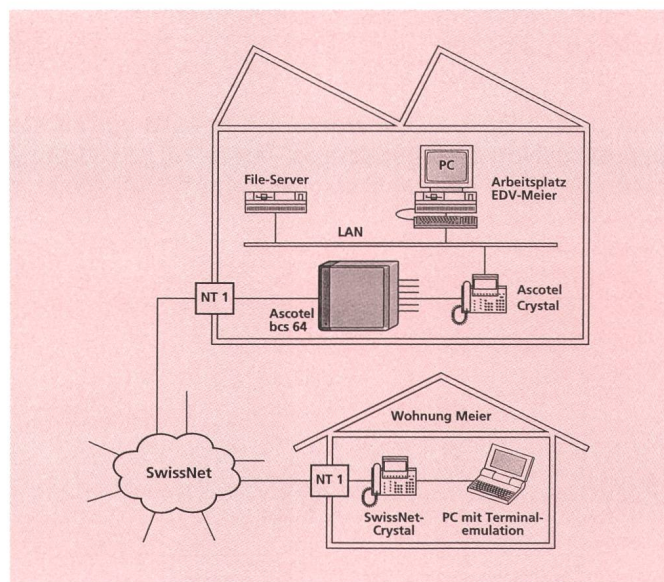 File-Server
PC
Arbeitsplatz
EDV-Meier
LAN
NT 1
Ascotel
bcs 64
Ascotel
Crystal
Wohnung Meier
SwissNet
NT 1
SwissNet-
Crystal
PC mit Terminal-
emulation